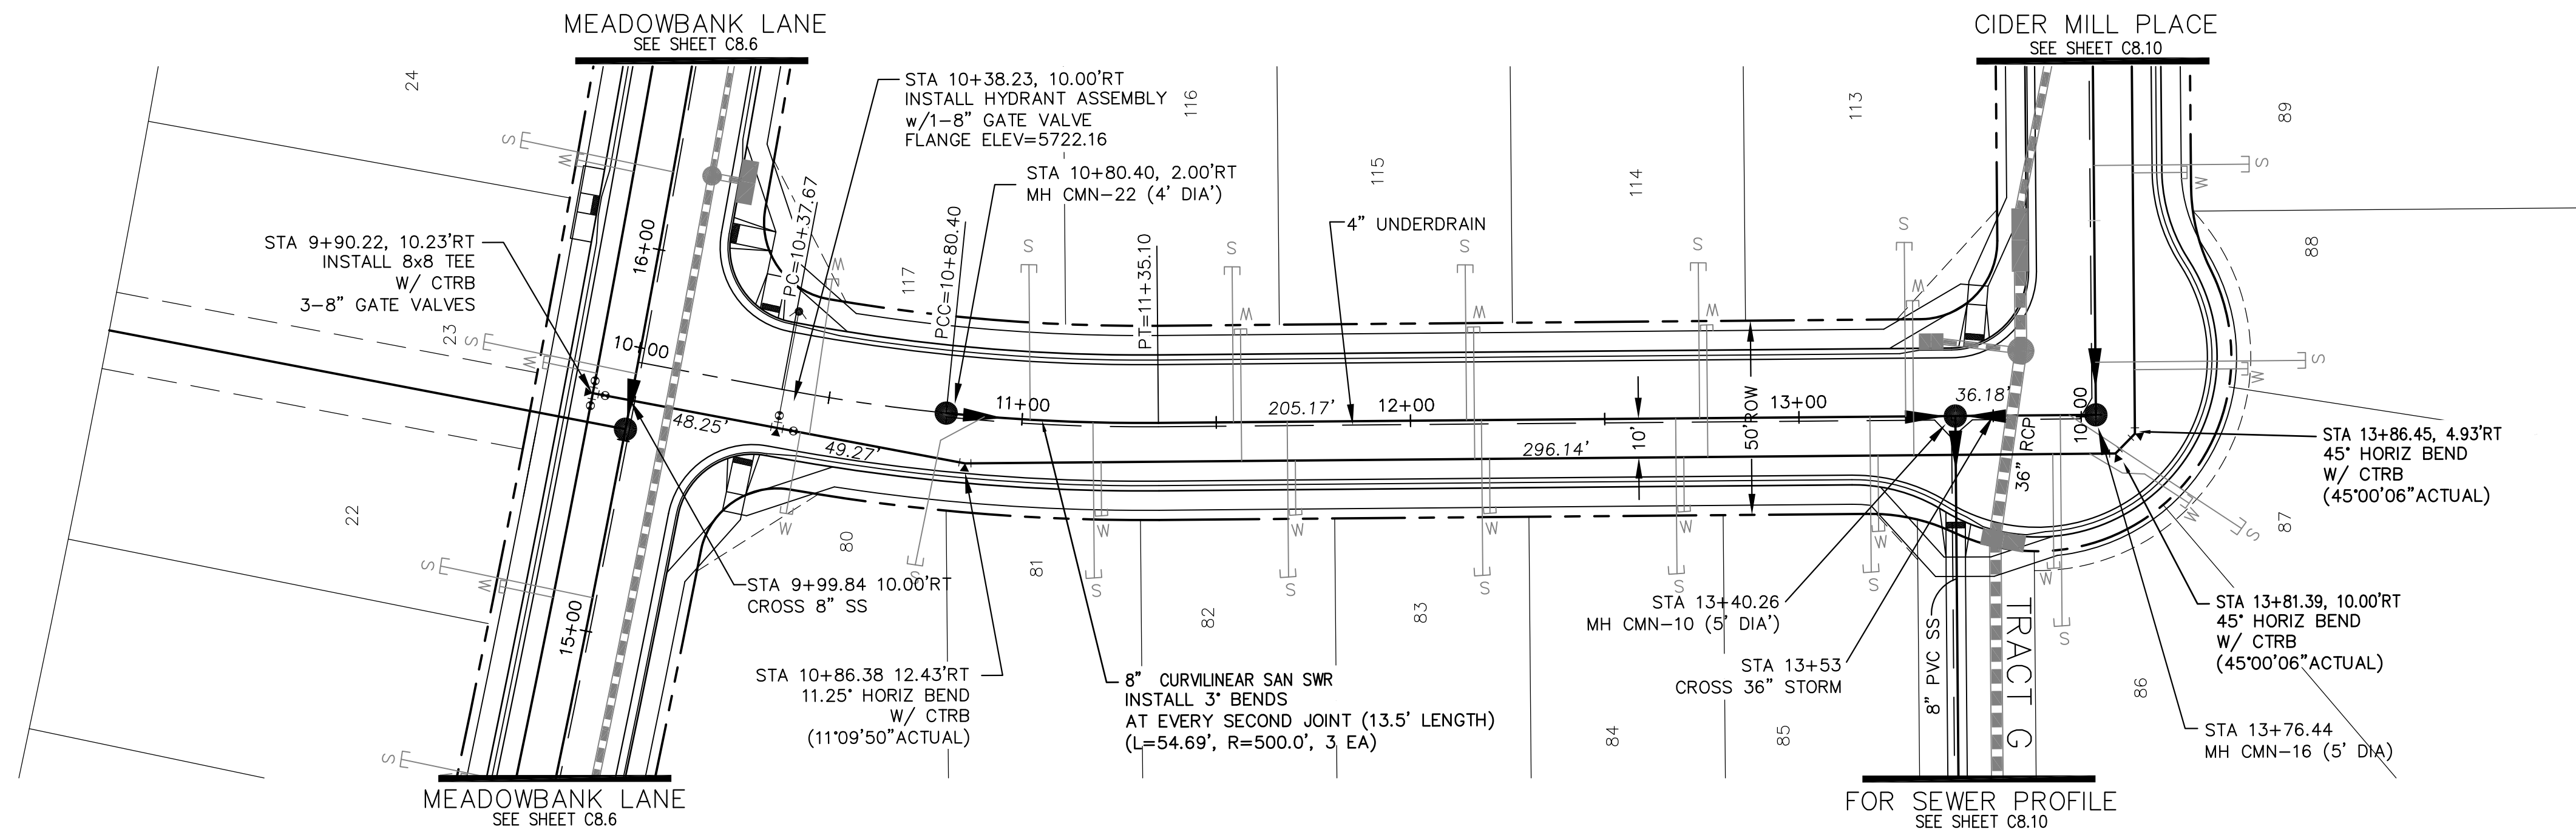 MEADOWBANK LANE
SEE SHEET C8.6
CIDER MILL PLACE
SEE SHEET C8.10
24
116
115
114
113
89
88
STA 10+38.23, 10.00'RT
INSTALL HYDRANT ASSEMBLY
w/1-8" GATE VALVE
FLANGE ELEV=5722.16
STA 10+80.40, 2.00'RT
MH CMN-22 (4' DIA')
4" UNDERDRAIN
STA 9+90.22, 10.23'RT
INSTALL 8x8 TEE
W/ CTRB
3-8" GATE VALVES
16+00
PC=10+37.67
117
PCC=10+80.40
PT=11+35.10
23
10+00
48.25'
49.27'
11+00
205.17'
12+00
296.14'
10'
50'ROW
13+00
36.18'
10+00
36" RCP
STA 13+86.45, 4.93'RT
45° HORIZ BEND
W/ CTRB
(45°00'06"ACTUAL)
22
80
81
82
83
84
85
86
87
15+00
STA 9+99.84 10.00'RT
CROSS 8" SS
STA 10+86.38 12.43'RT
11.25° HORIZ BEND
W/ CTRB
(11°09'50"ACTUAL)
8" CURVILINEAR SAN SWR
INSTALL 3° BENDS
AT EVERY SECOND JOINT (13.5' LENGTH)
(L=54.69', R=500.0', 3 EA)
STA 13+40.26
MH CMN-10 (5' DIA')
STA 13+53
CROSS 36" STORM
8" PVC SS
TRACT G
STA 13+81.39, 10.00'RT
45° HORIZ BEND
W/ CTRB
(45°00'06"ACTUAL)
STA 13+76.44
MH CMN-16 (5' DIA)
MEADOWBANK LANE
SEE SHEET C8.6
FOR SEWER PROFILE
SEE SHEET C8.10
S
W
S
W
S
W
S
W
W
S
S
W
S
W
S
W
S
W
S
W
S
W
W
S
W
S
W
S
W
S
W
S
W
S
W
S
W
S